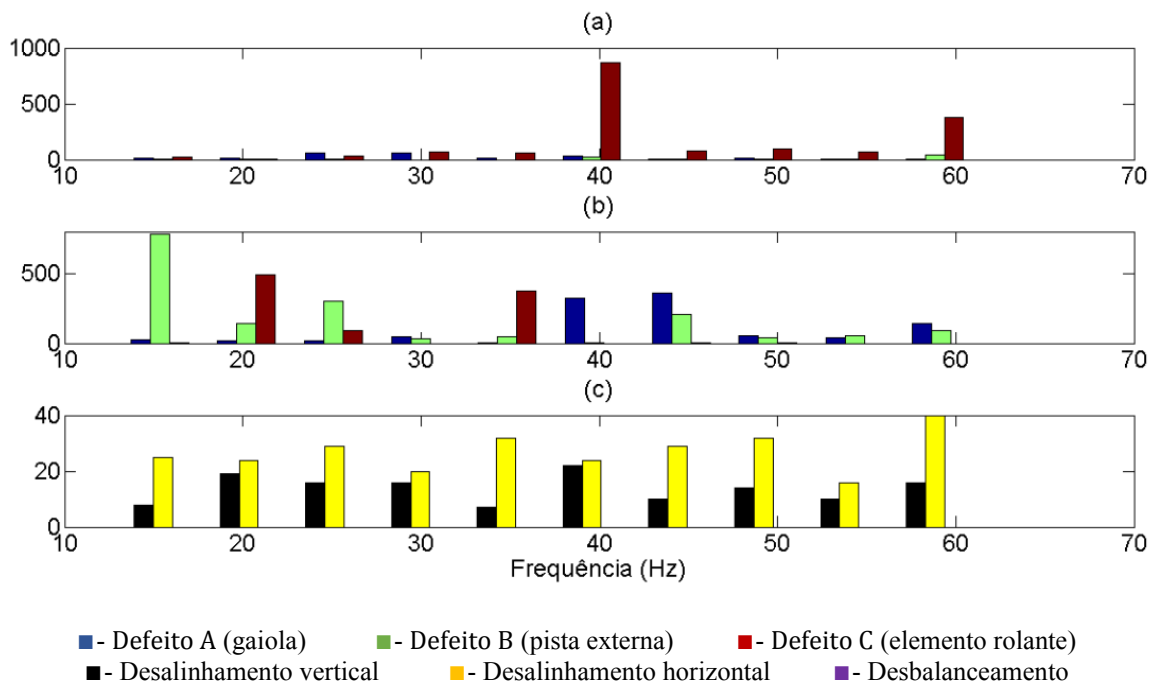 (a)
1000
500
0
10 20 30 40 50 60 70
(b)
500
0
10 20 30 40 50 60 70
(c)
40
20
0
10 20 30 40 50 60 70
Frequência (Hz)
- Defeito A (gaiola) - Defeito B (pista externa) - Defeito C (elemento rolante)
- Desalinhamento vertical - Desalinhamento horizontal - Desbalanceamento